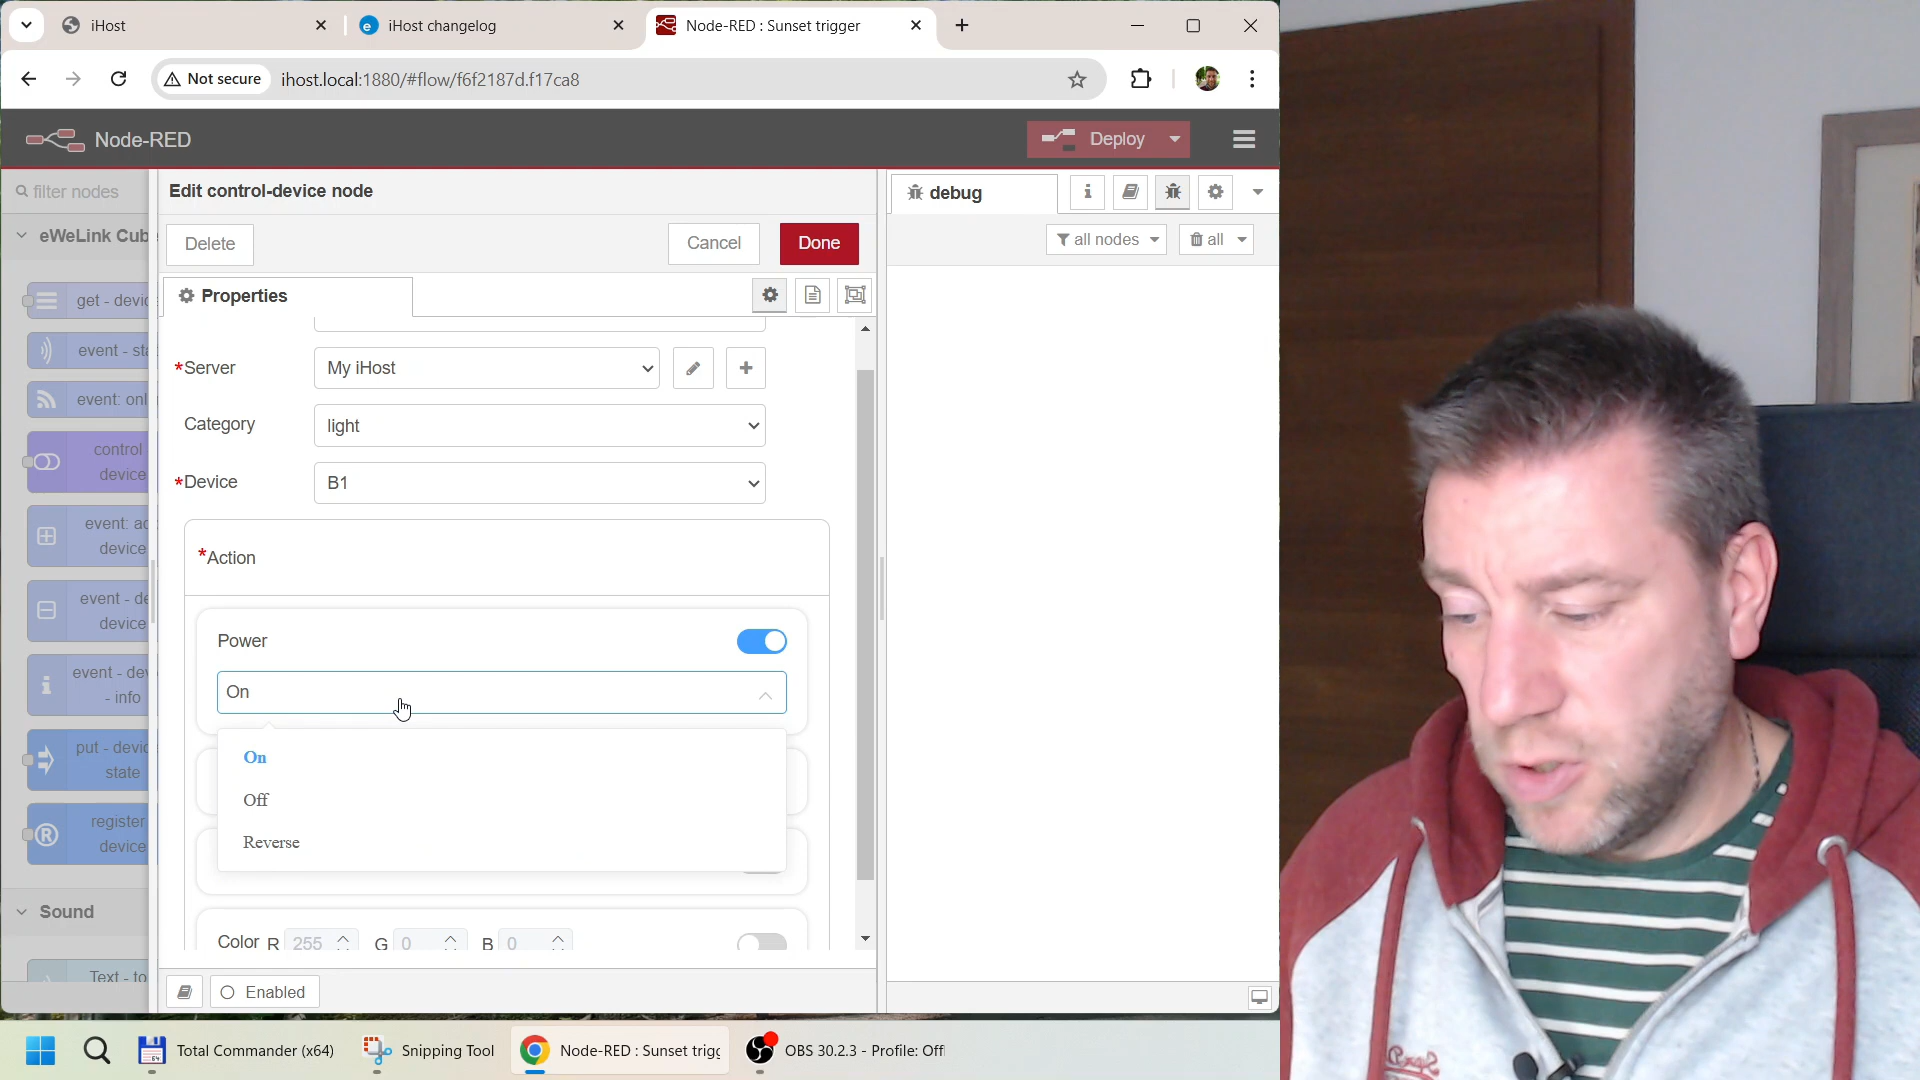 iHost
iHost changelog
Node-RED : Sunset trigger
Not secure
ihost.local:1880/#flow/f6f2187d.f17ca8
Node-RED
Deploy
filter nodes
Edit control-device node
debug
eWeLink Cub
Delete
Cancel
Done
all nodes
all
get - devic
Properties
event - sta
*Server
My iHost
event: onl
Category
light
control
device
*Device
B1
event: ad
device
*Action
event - de
device
Power
event - dev
- info
On
put - devic
state
On
Off
register
device
Reverse
Sound
Color R 255 G 0 B 0
Text - to
Enabled
Total Commander (x64)
Snipping Tool
Node-RED : Sunset trigg
OBS 30.2.3 - Profile: Off